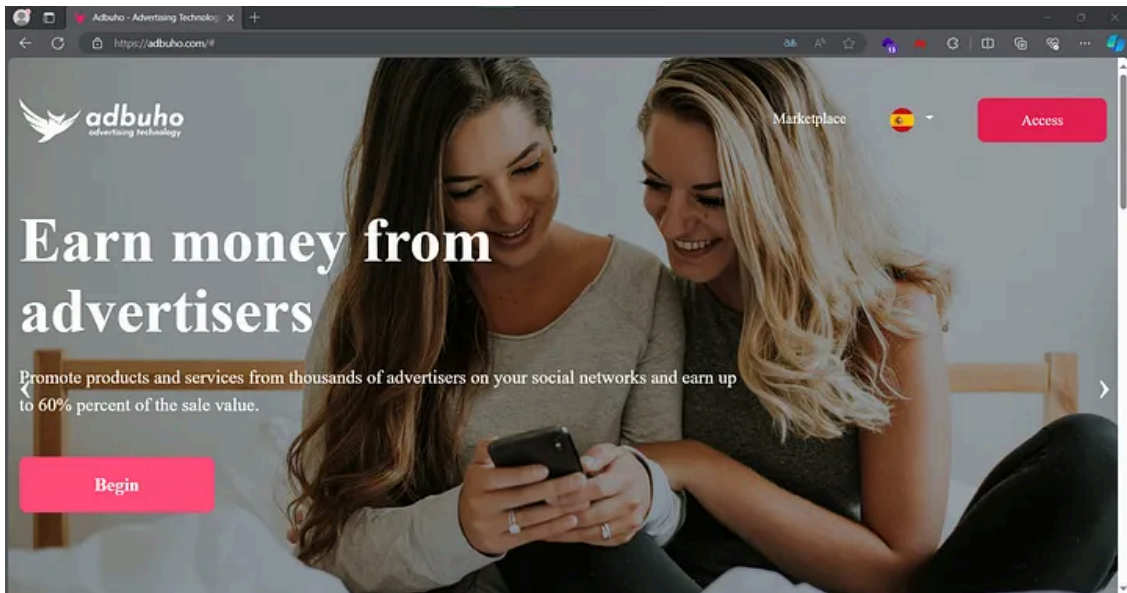 Adbuho - Advertising Technolog
https://adbuho.com/#
13
adbuho
advertising technology
Marketplace
Access
Earn money from
advertisers
Promote products and services from thousands of advertisers on your social networks and earn up
to 60% percent of the sale value.
Begin